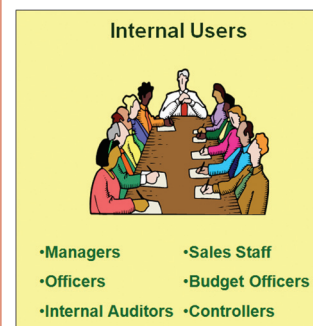 Internal Users
•Managers
•Officers
•Internal Auditors
•Sales Staff
•Budget Officers
•Controllers